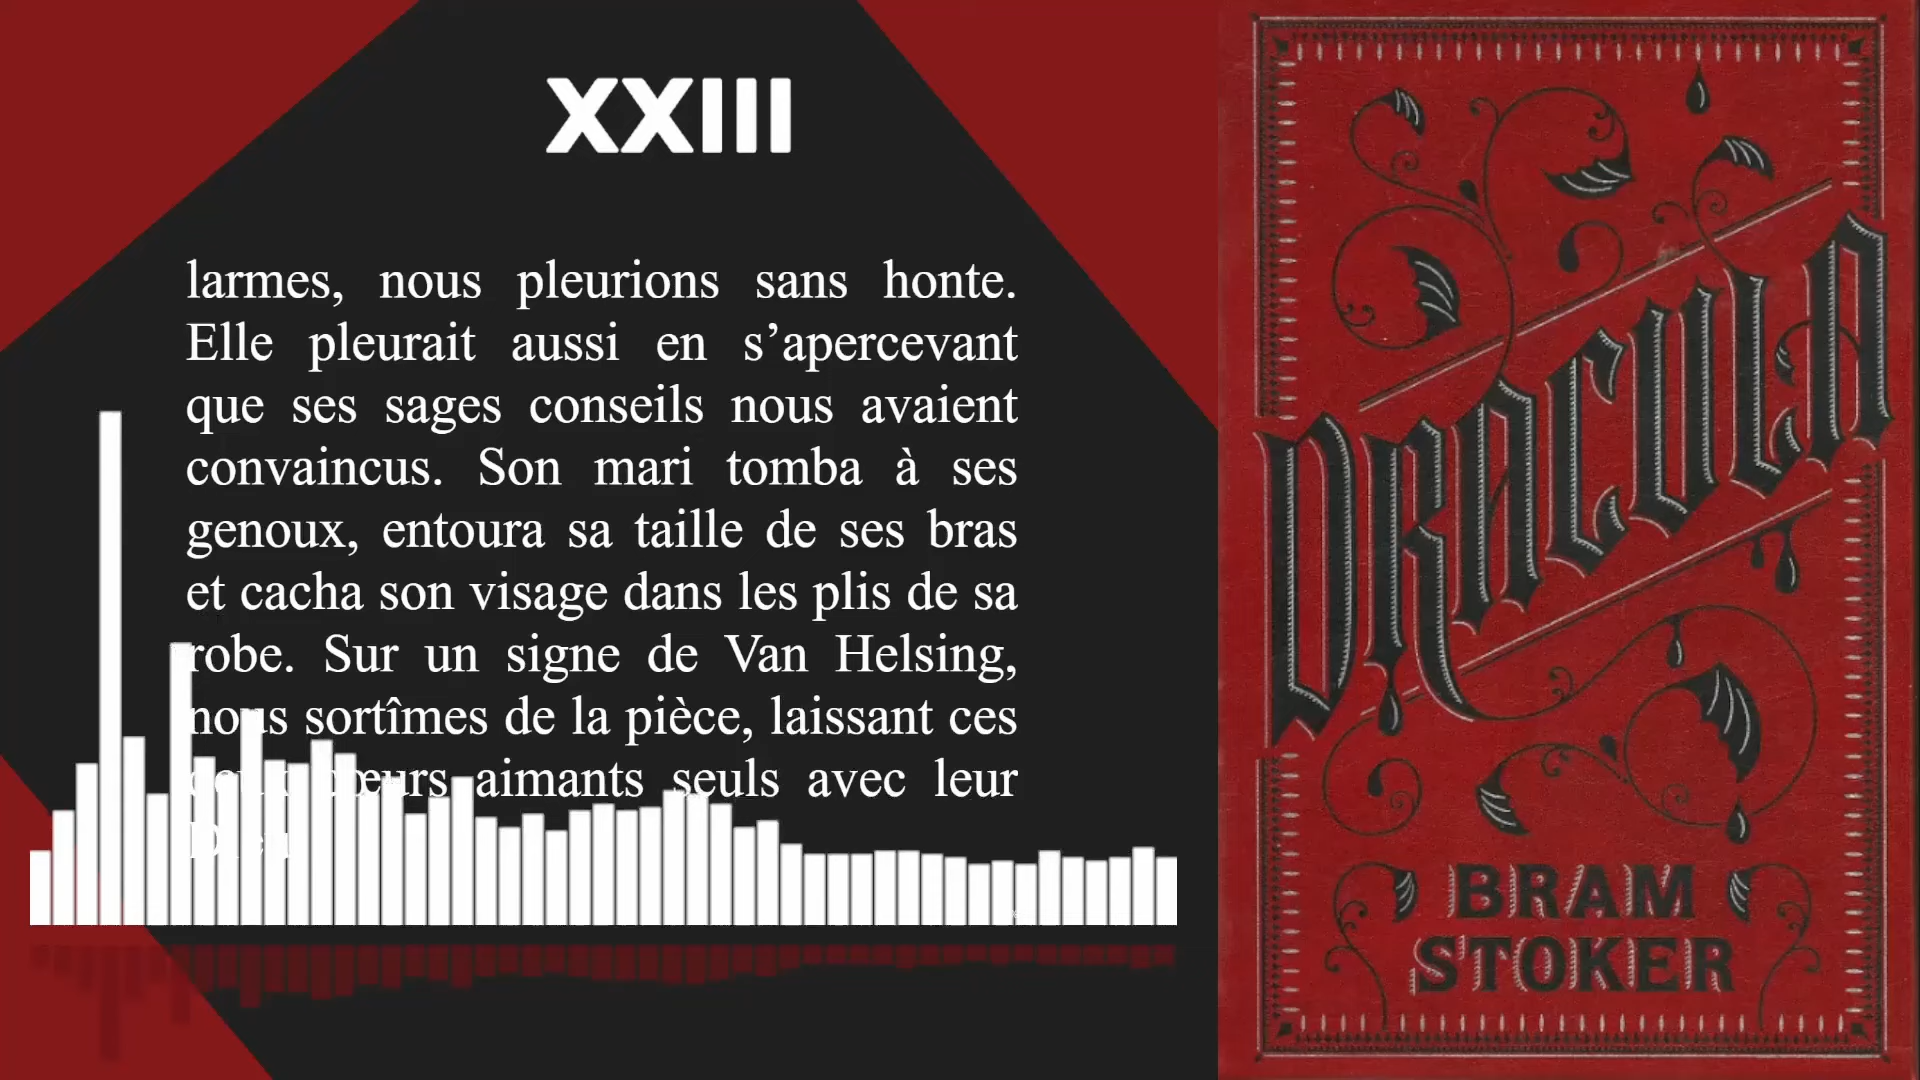 XXIII
larmes, nous pleurions sans honte.
Elle pleurait aussi en s’apercevant
que ses sages conseils nous avaient
convaincus. Son mari tomba à ses
genoux, entoura sa taille de ses bras
et cacha son visage dans les plis de sa
robe. Sur un signe de Van Helsing,
nous sortîmes de la pièce, laissant ces
deux cœurs aimants seuls avec leur
Dieu
DRACULA
BRAM
STOKER